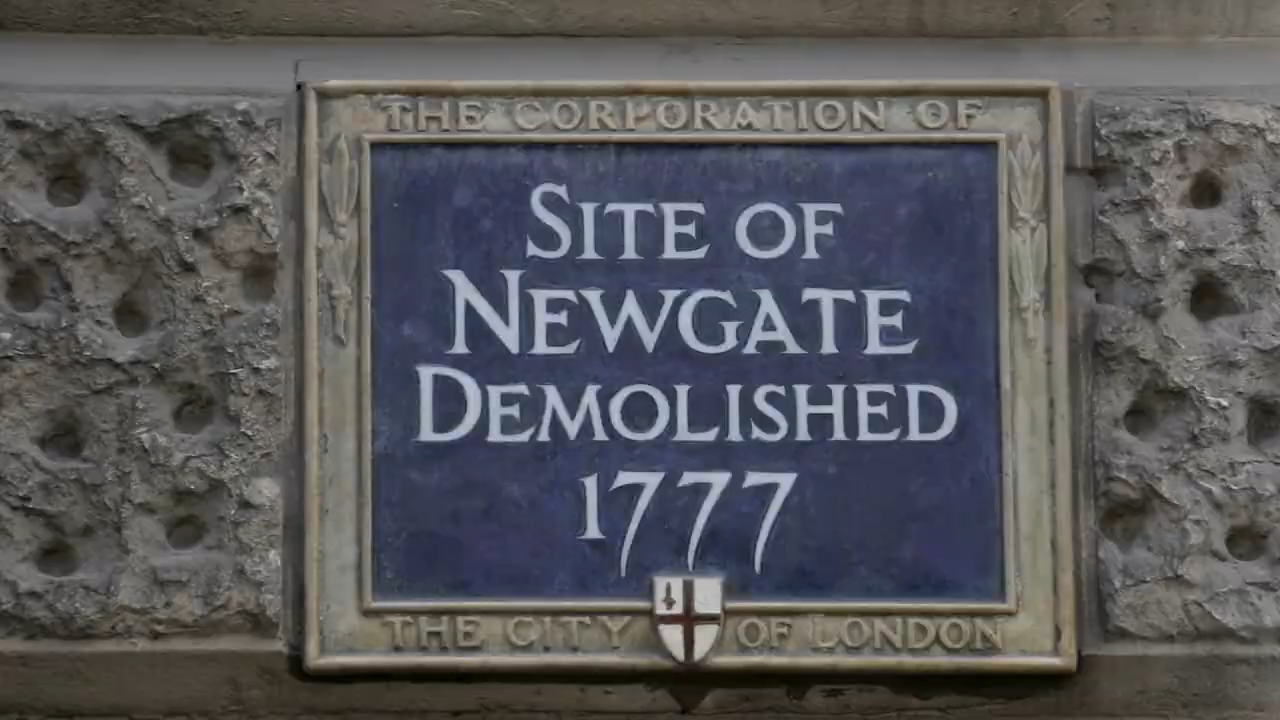 THE CORPORATION OF
SITE OF
NEWGATE
DEMOLISHED
1777
THE CITY OF LONDON